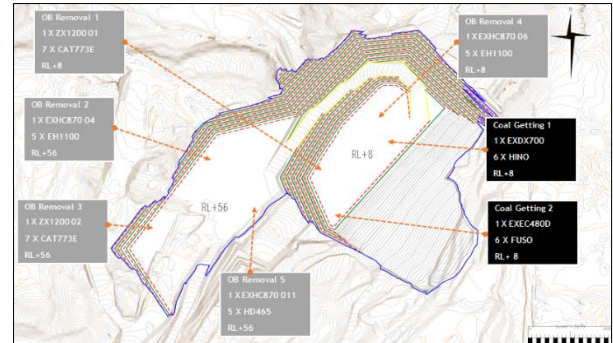 OB Removal 1
1 X ZX1200 01
7 X CAT773E
RL+8
OB Removal 4
1 X EXHC870 06
5 X EH1100
RL+8
OB Removal 2
1 X EXHC870 04
5 X EH1100
RL+56
Coal Getting 1
1 X EXDX700
6 X HINO
RL+8
RL+8
RL+56
OB Removal 3
1 X ZX1200 02
7 X CAT773E
RL+56
Coal Getting 2
1 X EXEC480D
6 X FUSO
RL+ 8
OB Removal 5
1 X EXHC870 011
5 X HD465
RL+56